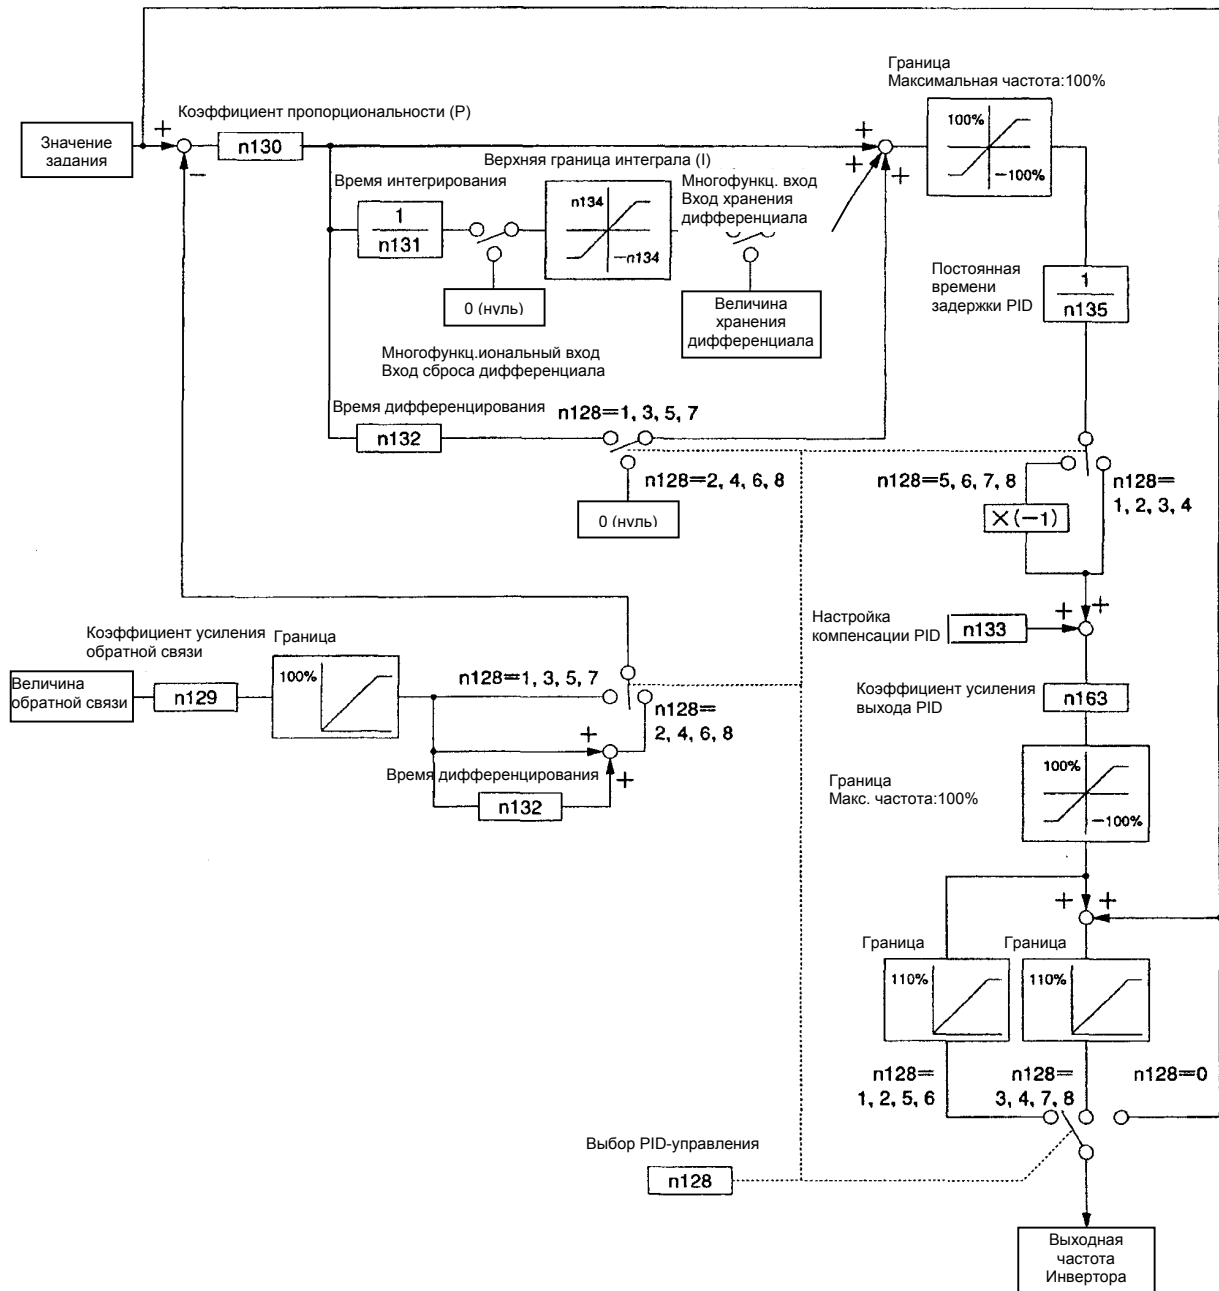 Граница
Максимальная частота:100%
Коэффициент пропорциональности (P)
Значение
задания
+
−
n130
+
+
+
100%
−100%
Верхняя граница интеграла (I)
Время интегрирования
Многофункц. вход
Вход хранения
дифференциала
1
n131
n134
−n134
0 (нуль)
Величина
хранения
дифференциала
Постоянная
времени
задержки PID
1
n135
Многофункц.иональный вход
Вход сброса дифференциала
Время дифференцирования
n128=1, 3, 5, 7
n132
n128=2, 4, 6, 8
0 (нуль)
n128=5, 6, 7, 8
n128=
1, 2, 3, 4
×(−1)
+
+
Настройка
компенсации PID
n133
Коэффициент усиления
обратной связи
Граница
Величина
обратной связи
n129
100%
n128=1, 3, 5, 7
n128=
2, 4, 6, 8
+
+
Время дифференцирования
n132
Коэффициент усиления
выхода PID
n163
Граница
Макс. частота:100%
100%
−100%
+
+
Граница
Граница
110%
110%
n128=
1, 2, 5, 6
n128=
3, 4, 7, 8
n128=0
Выбор PID-управления
n128
Выходная
частота
Инвертора